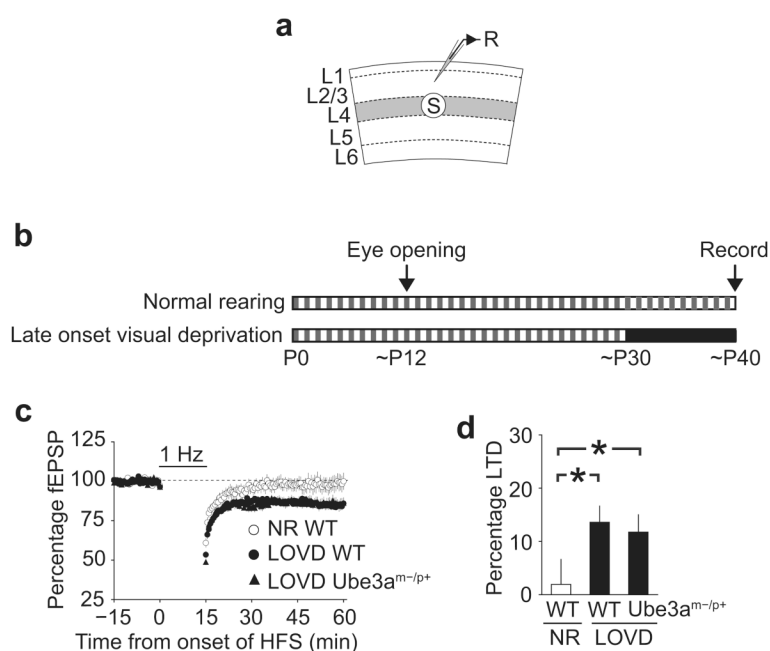 a
R
L1
L2/3
S
L4
L5
L6
b
Eye opening Record
Normal rearing
Late onset visual deprivation
P0 ~P12 ~P30 ~P40
c
Percentage fEPSP
125
100
75
50
25
1 Hz
NR WT
LOVD WT
LOVD Ube3aᵐ⁻/ᵖ⁺
−15 0 15 30 45 60
Time from onset of HFS (min)
d
Percentage LTD
30
20
10
0
*
*
WT WT Ube3aᵐ⁻/ᵖ⁺
NR LOVD